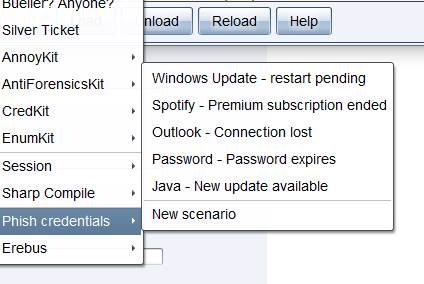 Bueller? Anyone?
Unload Reload Help
Silver Ticket
AnnoyKit
AntiForensicsKit
CredKit
EnumKit
Session
Sharp Compile
Phish credentials
Erebus
Windows Update - restart pending
Spotify - Premium subscription ended
Outlook - Connection lost
Password - Password expires
Java - New update available
New scenario